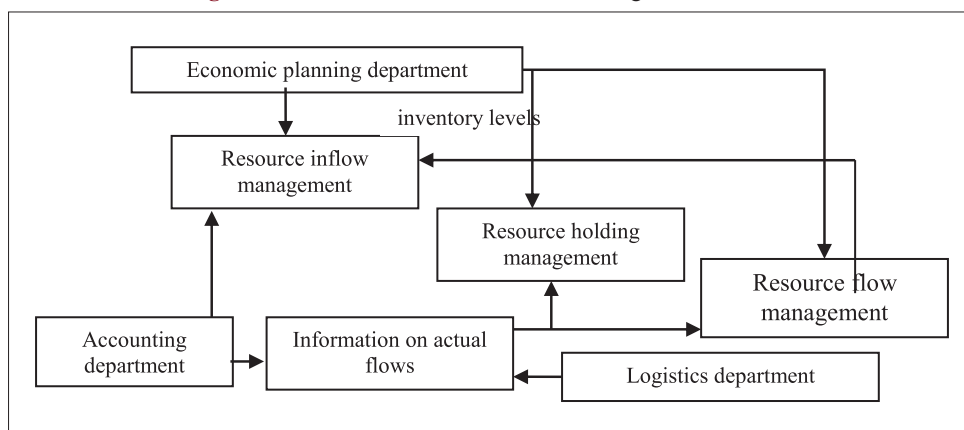 Economic planning department
inventory levels
Resource inflow
management
Resource holding
management
Resource flow
management
Accounting
department
Information on actual
flows
Logistics department